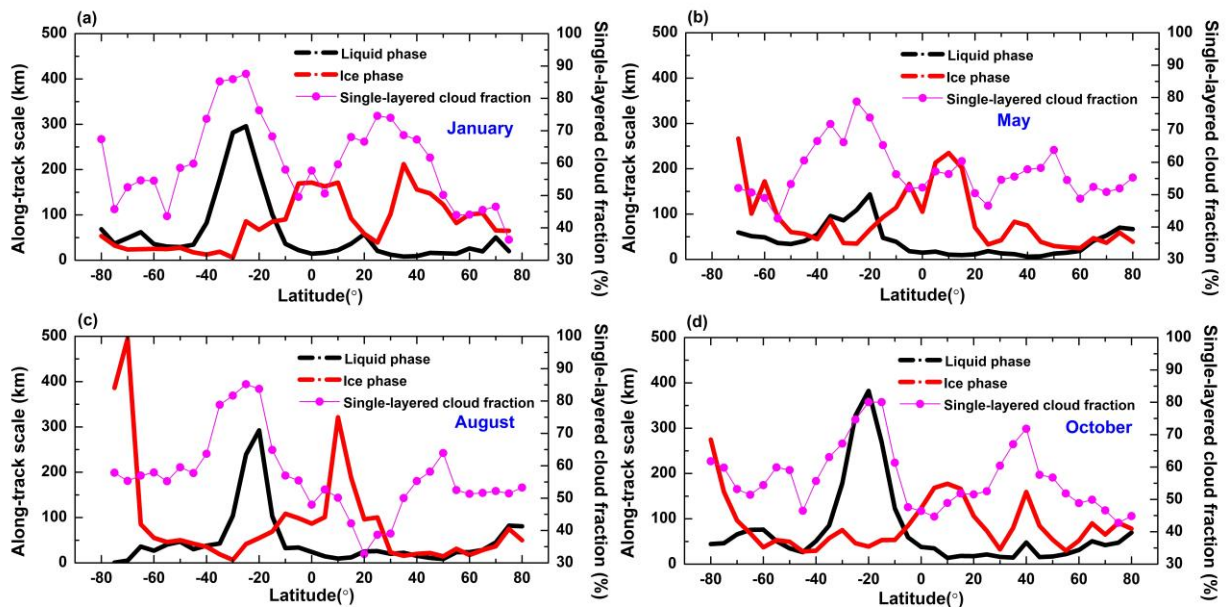 (a)
500
400
300
200
100
0
Along-track scale (km)
Liquid phase
Ice phase
Single-layered cloud fraction
January
100
90
80
70
60
50
40
30
Single-layered cloud fraction (%)
-80 -60 -40 -20 0 20 40 60 80
Latitude(°)
(b)
500
400
300
200
100
0
Along-track scale (km)
Liquid phase
Ice phase
Single-layered cloud fraction
May
100
90
80
70
60
50
40
30
Single-layered cloud fraction (%)
-80 -60 -40 -20 0 20 40 60 80
Latitude(°)
(c)
500
400
300
200
100
0
Along-track scale (km)
Liquid phase
Ice phase
Single-layered cloud fraction
August
100
90
80
70
60
50
40
30
Single-layered cloud fraction (%)
-80 -60 -40 -20 0 20 40 60 80
Latitude(°)
(d)
500
400
300
200
100
0
Along-track scale (km)
Liquid phase
Ice phase
Single-layered cloud fraction
October
100
90
80
70
60
50
40
30
Single-layered cloud fraction (%)
-80 -60 -40 -20 0 20 40 60 80
Latitude(°)